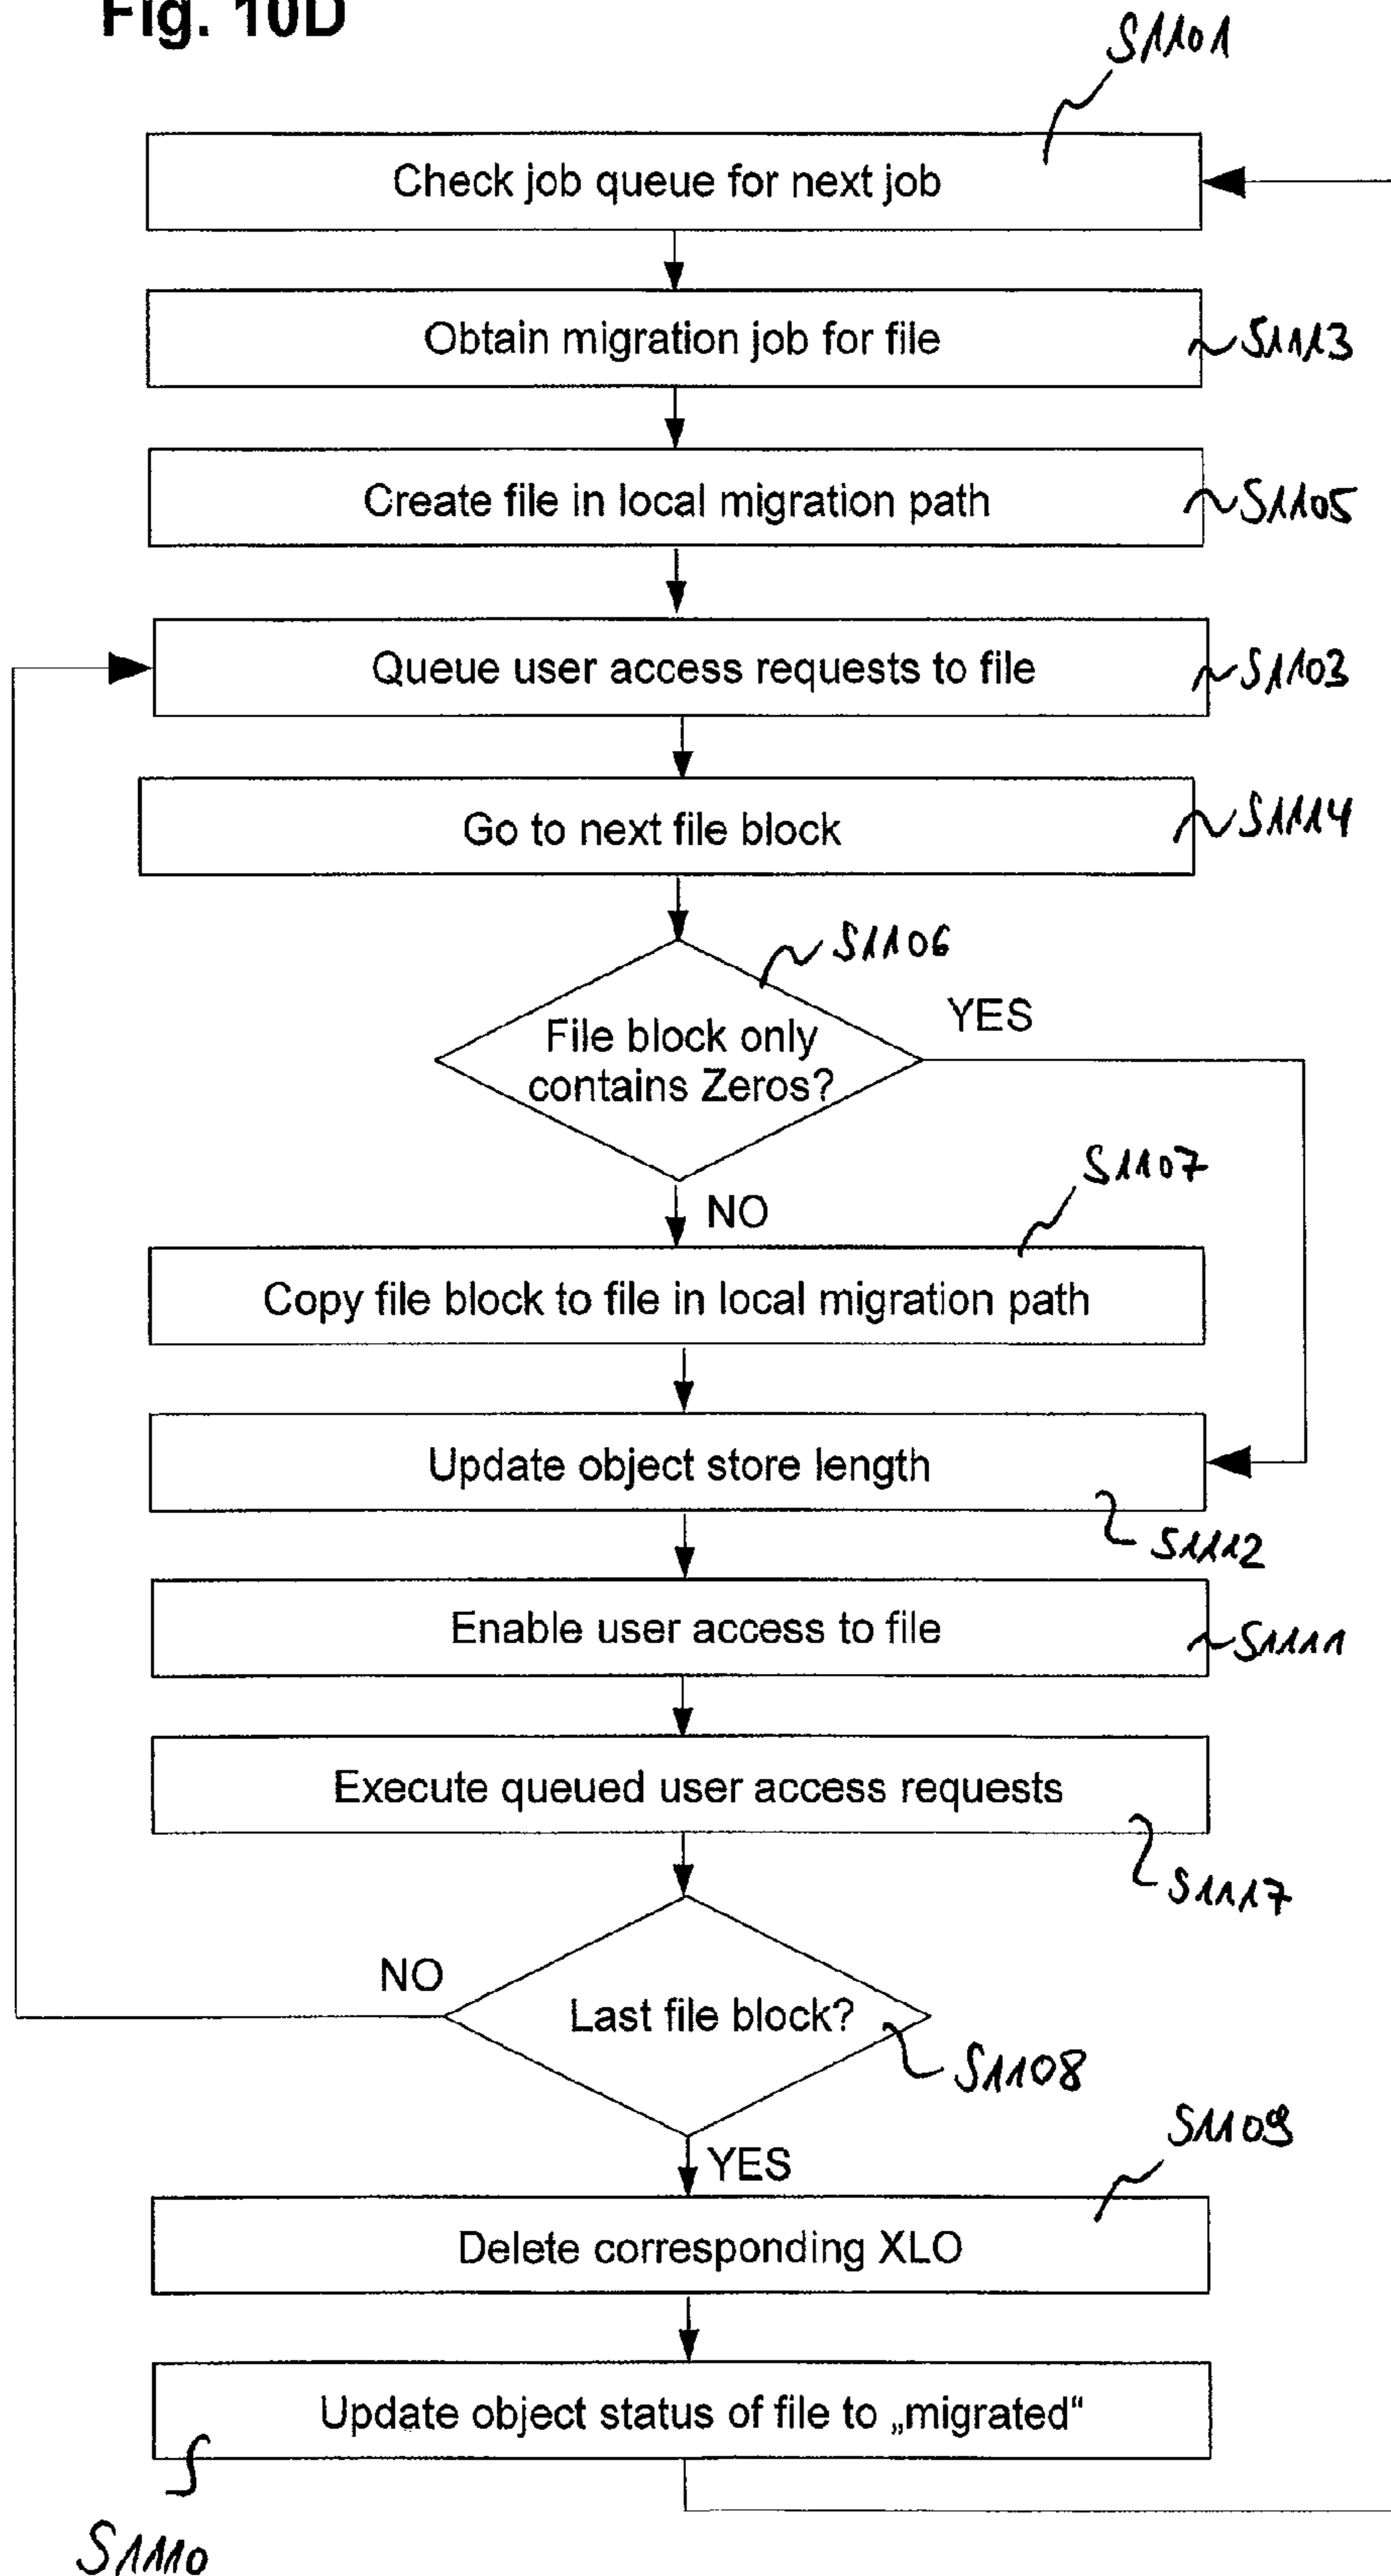 Fig. 10D
S1101
Check job queue for next job
Obtain migration job for file
S1113
Create file in local migration path
S1105
Queue user access requests to file
S1103
Go to next file block
S1114
S1106
YES
File block only
contains Zeros?
S1107
NO
Copy file block to file in local migration path
Update object store length
S1112
Enable user access to file
S1111
Execute queued user access requests
S1117
NO
Last file block?
S1108
S1109
YES
Delete corresponding XLO
Update object status of file to „migrated“
S1110